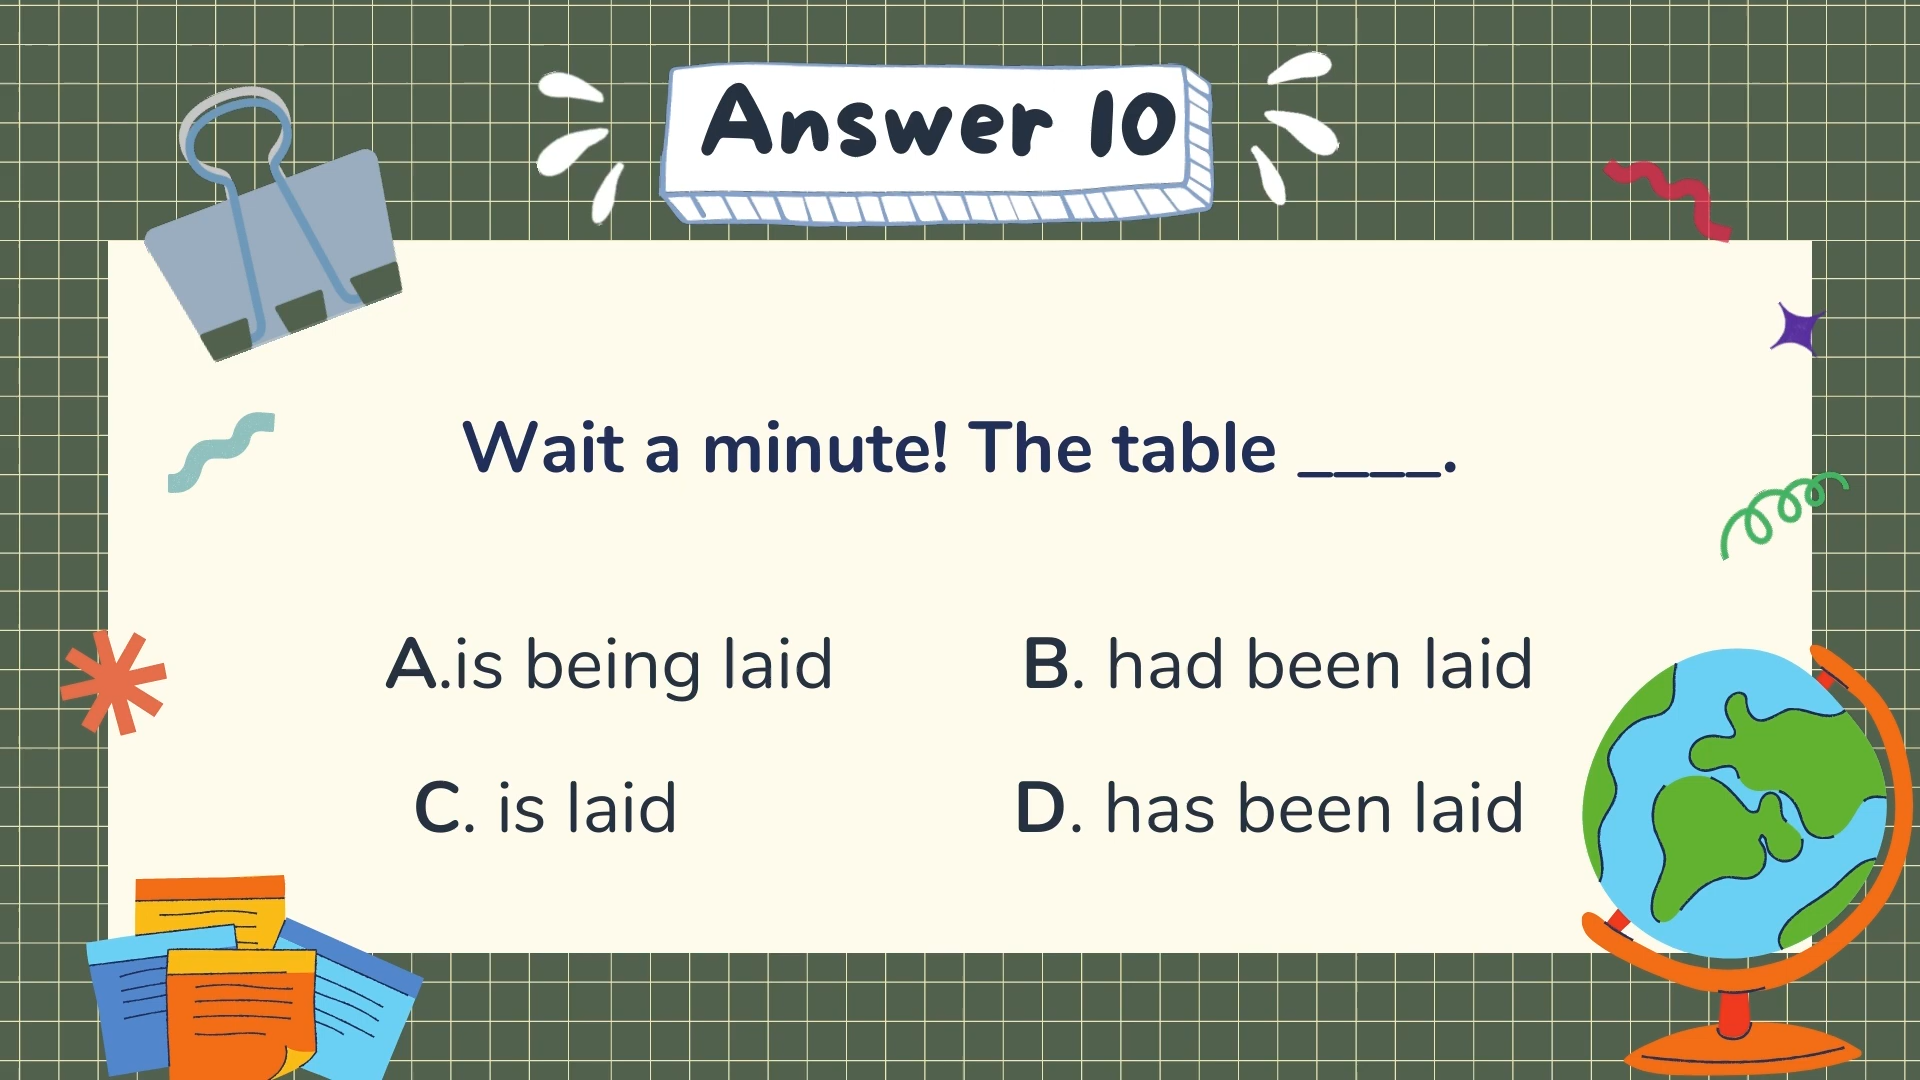 Answer 10
Wait a minute! The table ____.
A.is being laid
B. had been laid
C. is laid
D. has been laid